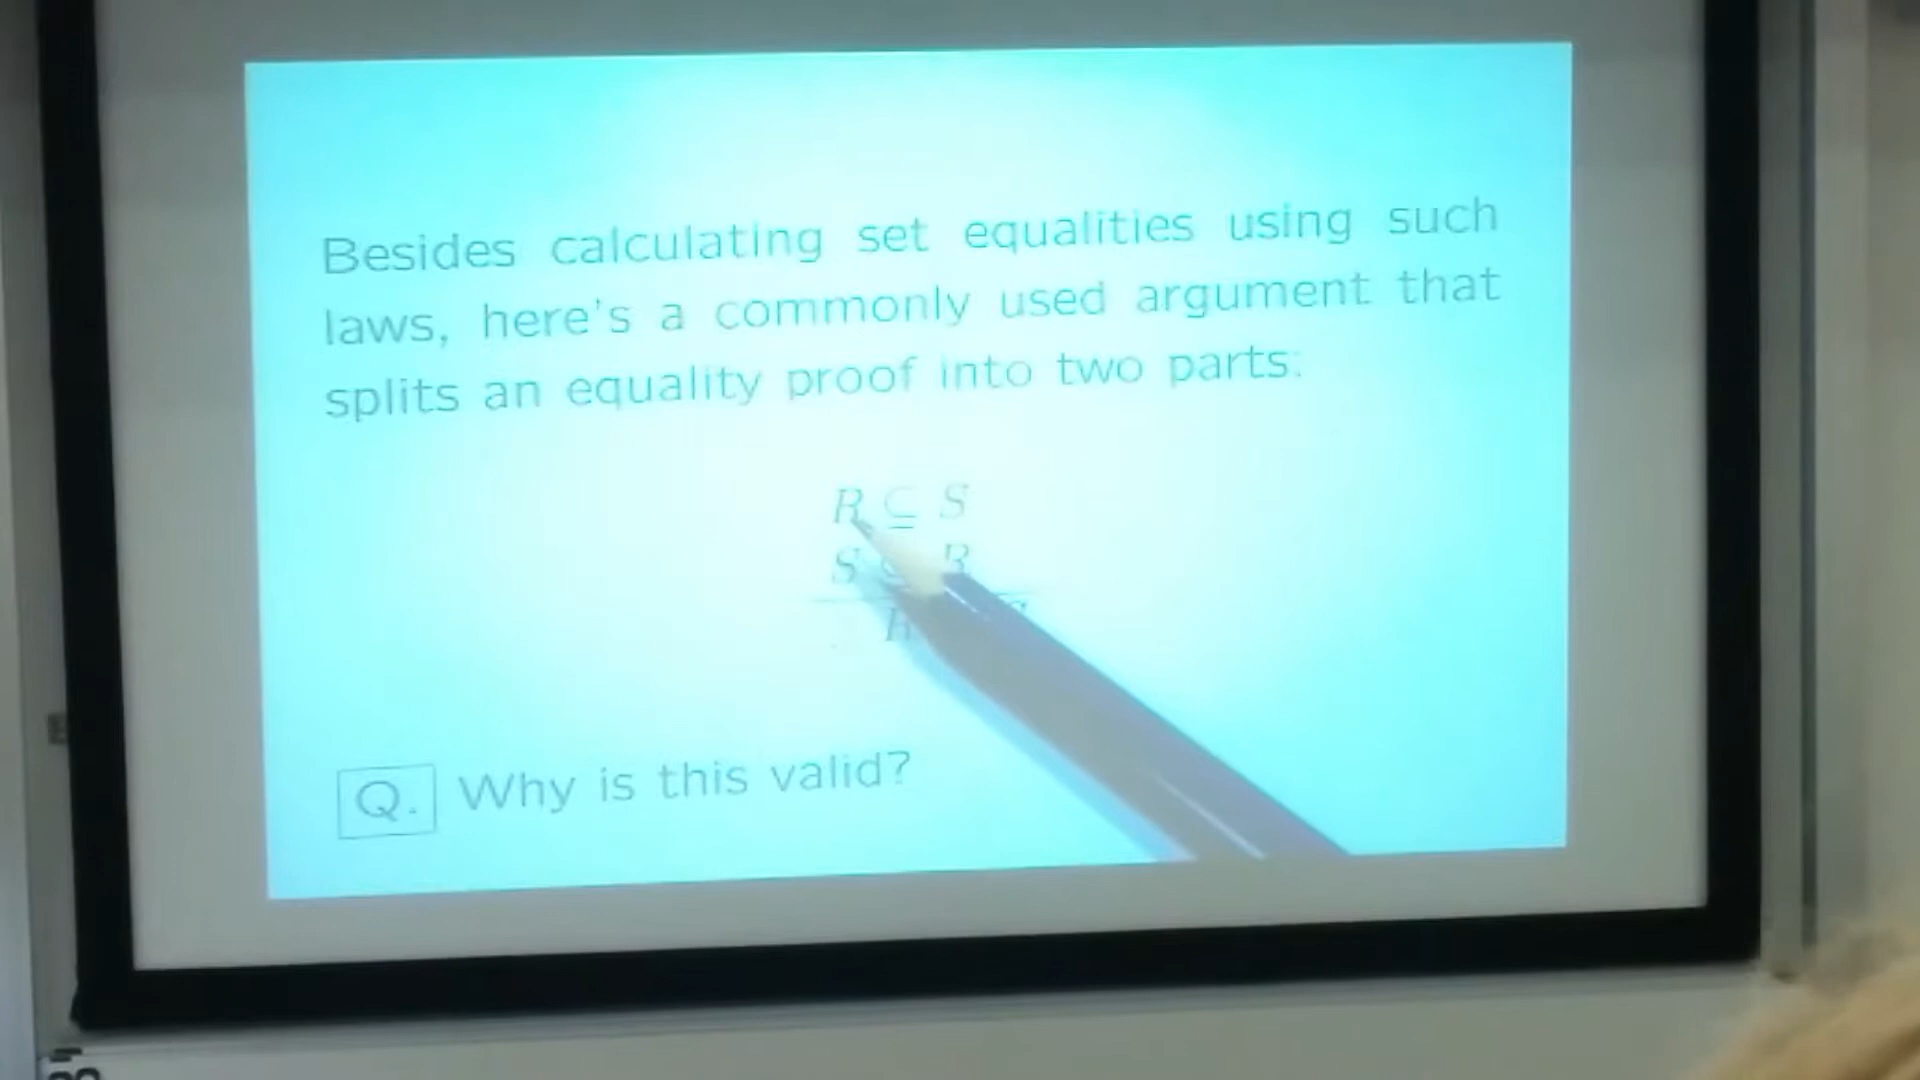 Besides calculating set equalities using such
laws, here's a commonly used argument that
splits an equality proof into two parts:
R ⊆ S
S R
R
Q. Why is this valid?